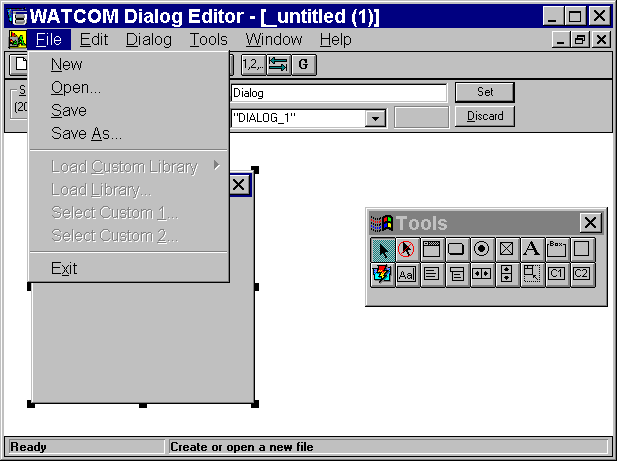 WATCOM Dialog Editor - [_untitled (1)]
File Edit Dialog Tools Window Help
1,2,.. G
New
Open...
Save
Save As...
Load Custom Library
Load Library...
Select Custom 1...
Select Custom 2...
Exit
S
(20
Dialog
Set
"DIALOG_1"
Discard
Tools
A Box
Aa C1 C2
Ready Create or open a new file